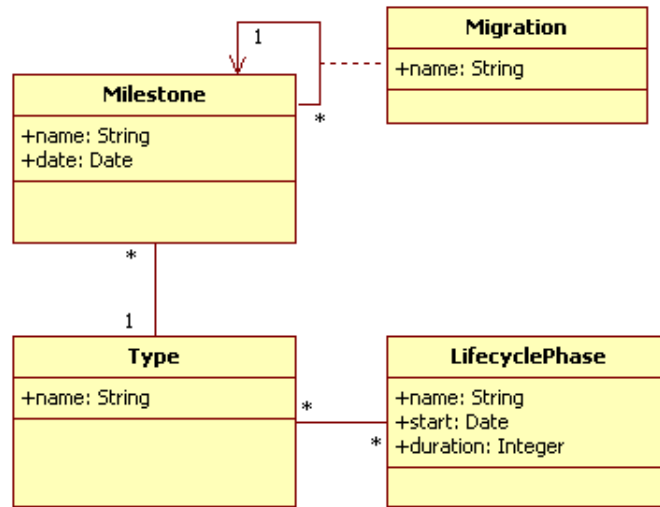 Migration
+name: String
1
*
Milestone
+name: String
+date: Date
*
1
Type
+name: String
*
*
LifecyclePhase
+name: String
+start: Date
+duration: Integer